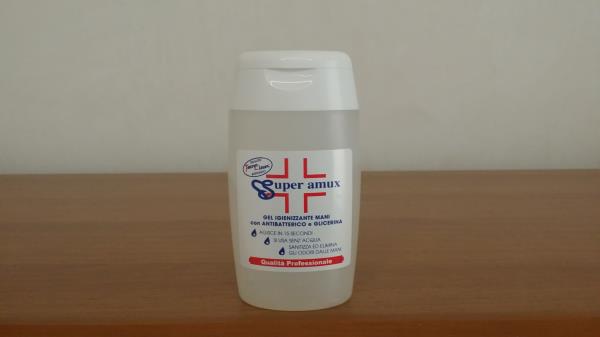 Super amux
GEL IGIENIZZANTE MANI
con ANTIBATTERICO e GLICERINA
AGISCE IN 15 SECONDI
SI USA SENZ'ACQUA
SANITIZZA ED ELIMINA
GLI ODORI DALLE MANI
Qualità Professionale